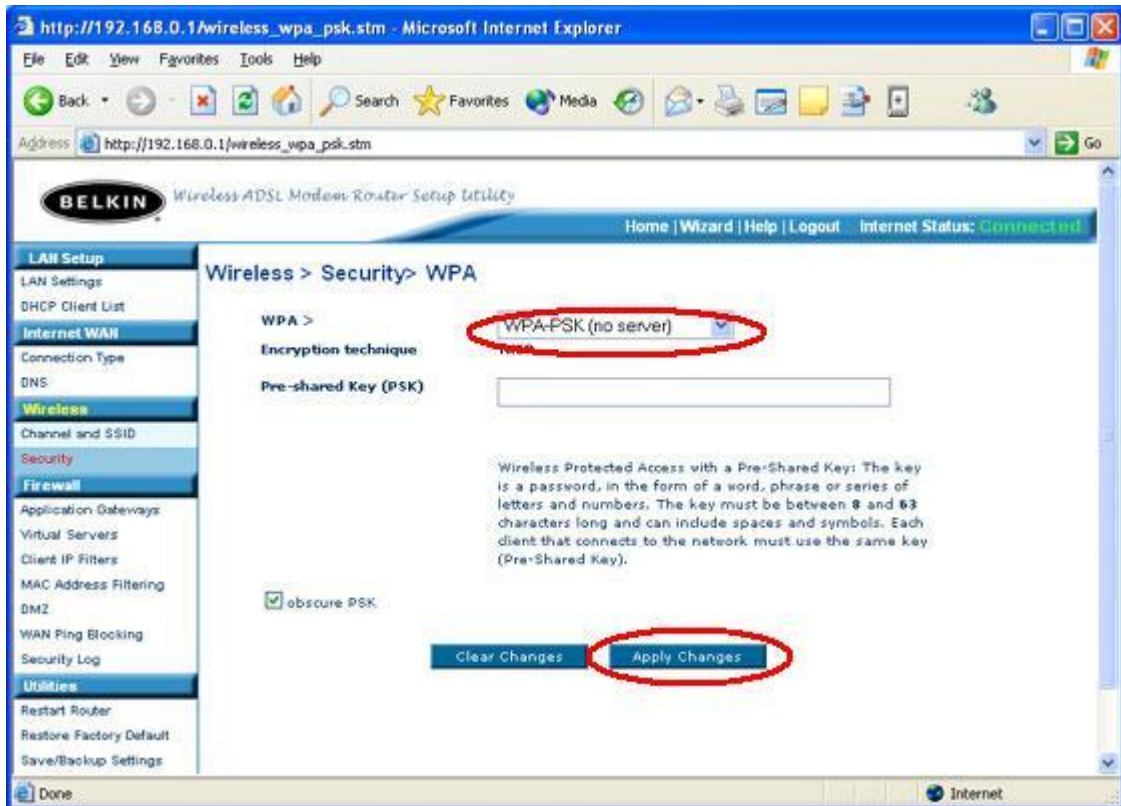 http://192.168.0.1/wireless_wpa_psk.stm - Microsoft Internet Explorer
File Edit View Favorites Tools Help
Back Search Favorites Media
Address http://192.168.0.1/wireless_wpa_psk.stm Go
BELKIN Wireless ADSL Modem Router Setup Utility
Home | Wizard | Help | Logout Internet Status: Connected
LAN Setup
LAN Settings
DHCP Client List
Internet WAN
Connection Type
DNS
Wireless
Channel and SSID
Security
Firewall
Application Gateways
Virtual Servers
Client IP Filters
MAC Address Filtering
DMZ
WAN Ping Blocking
Security Log
Utilities
Restart Router
Restore Factory Default
Save/Backup Settings
Wireless > Security> WPA
WPA > WPA-PSK (no server)
Encryption technique
Pre-shared Key (PSK)
Wireless Protected Access with a Pre-Shared Key: The key
is a password, in the form of a word, phrase or series of
letters and numbers. The key must be between 8 and 63
characters long and can include spaces and symbols. Each
client that connects to the network must use the same key
(Pre-Shared Key).
obscure PSK
Clear Changes Apply Changes
Done Internet